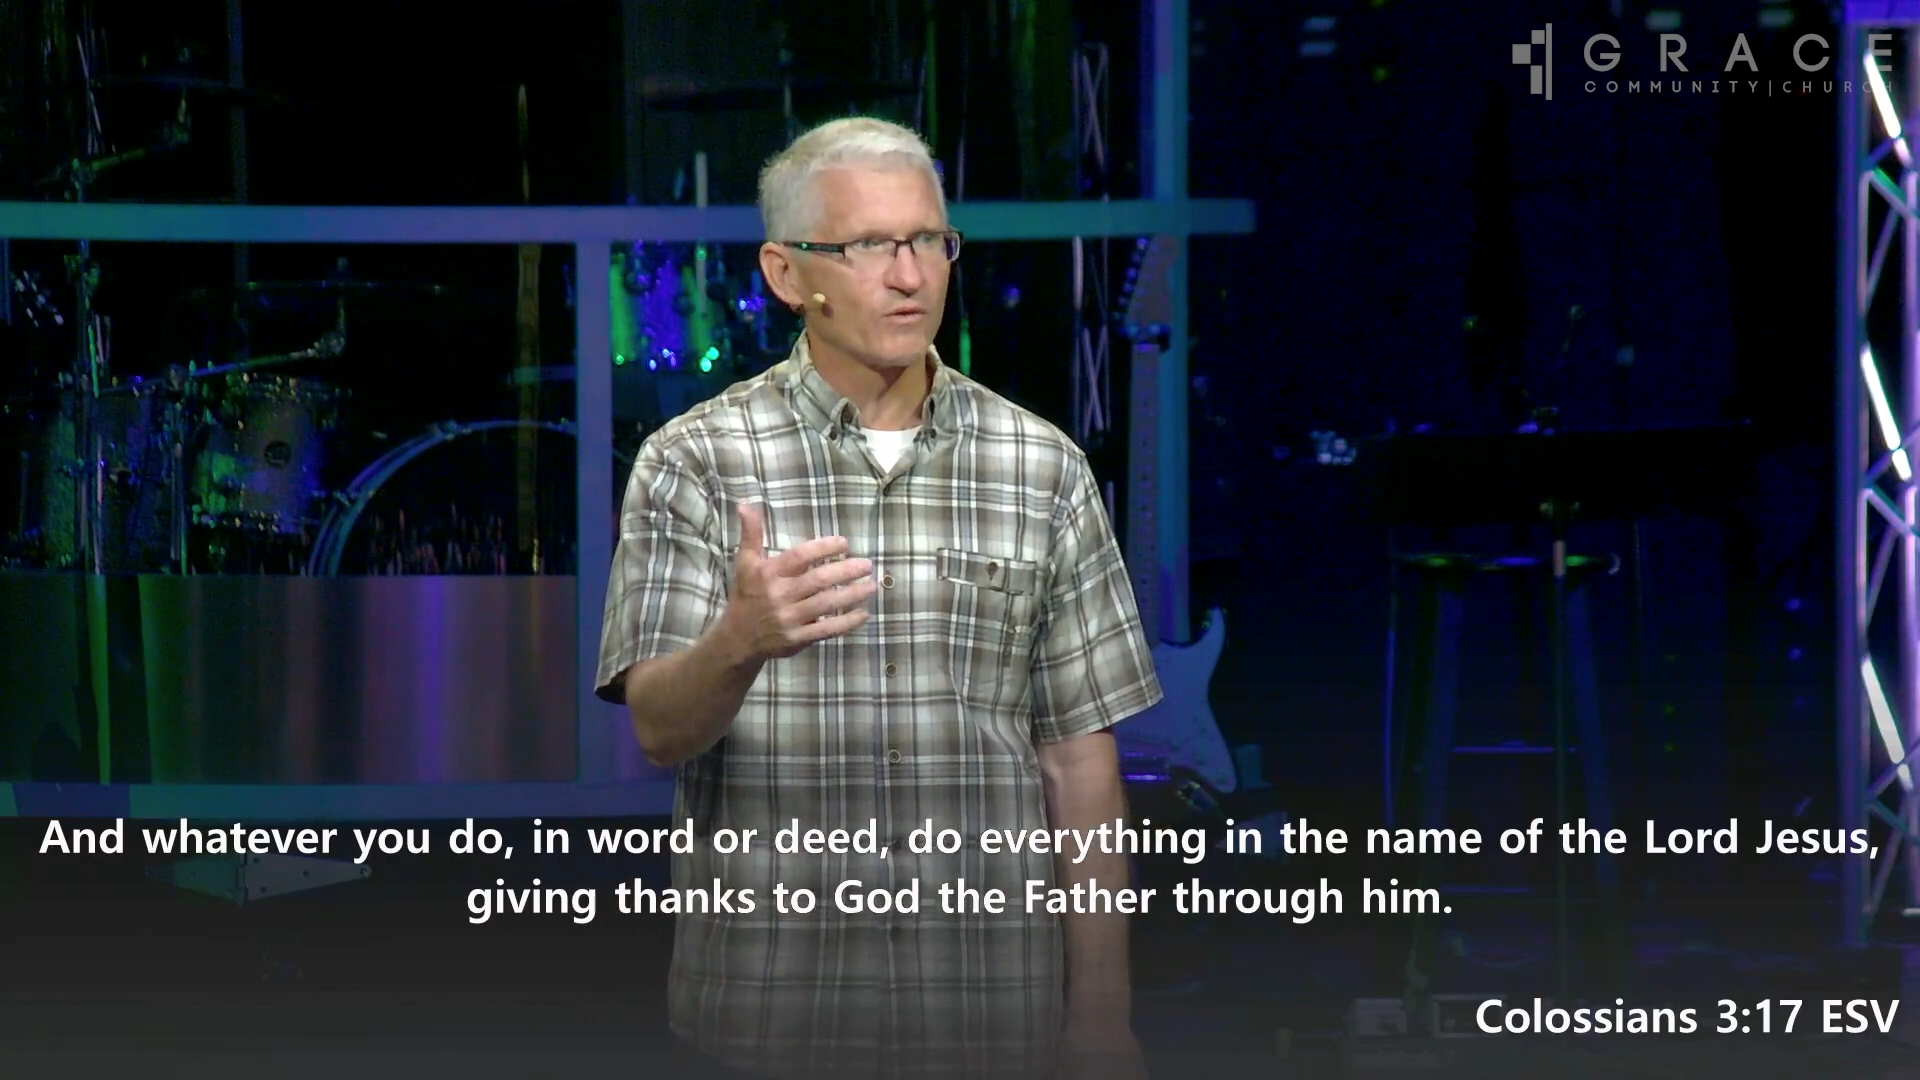 GRACE
COMMUNITY|CHURCH
And whatever you do, in word or deed, do everything in the name of the Lord Jesus,
giving thanks to God the Father through him.
Colossians 3:17 ESV